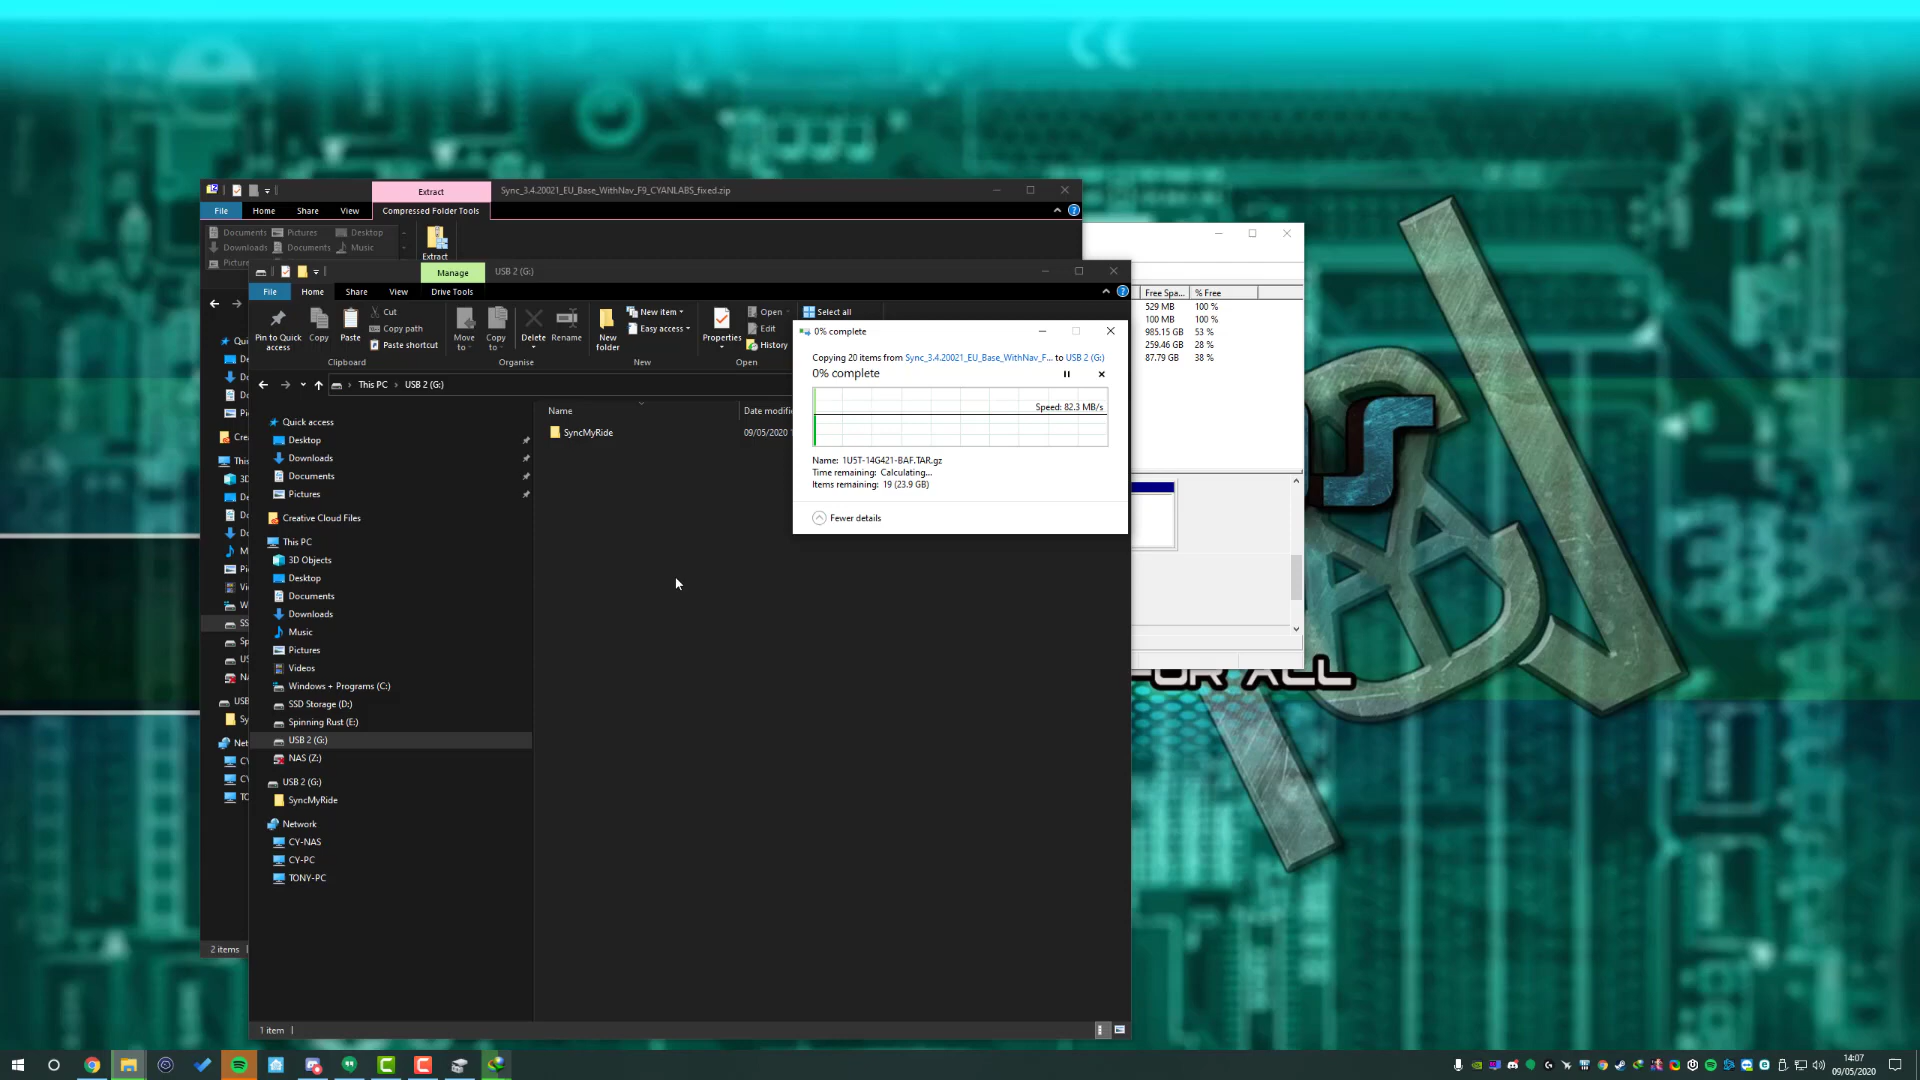 Extract
Sync_3.4.20021_EU_Base_WithNav_F9_CYANLABS_fixed.zip
File
Home
Share
View
Compressed Folder Tools
Documents
Pictures
Desktop
Downloads
Documents
Music
Extract
Manage
USB 2 (G:)
File
Home
Share
View
Drive Tools
Pin to Quick access
Copy
Paste
Cut
Copy path
Paste shortcut
Clipboard
Move to
Copy to
Delete
Rename
Organise
New folder
New item
Easy access
New
Properties
Open
Edit
History
Open
Select all
This PC
USB 2 (G:)
Name
Date modifi
SyncMyRide
09/05/2020 1
Quick access
Desktop
Downloads
Documents
Pictures
Creative Cloud Files
This PC
3D Objects
Desktop
Documents
Downloads
Music
Pictures
Videos
Windows + Programs (C:)
SSD Storage (D:)
Spinning Rust (E:)
USB 2 (G:)
NAS (Z:)
USB 2 (G:)
SyncMyRide
Network
CY-NAS
CY-PC
TONY-PC
0% complete
Copying 20 items from Sync_3.4.20021_EU_Base_WithNav_F... to USB 2 (G:)
0% complete
Speed: 82.3 MB/s
Name: 1U5T-14G421-BAF.TAR.gz
Time remaining: Calculating...
Items remaining: 19 (23.9 GB)
Fewer details
Free Spa...
% Free
529 MB
100 %
100 MB
100 %
985.15 GB
53 %
259.46 GB
28 %
87.79 GB
38 %
FOR ALL
2 items
1 item
14:07
09/05/2020